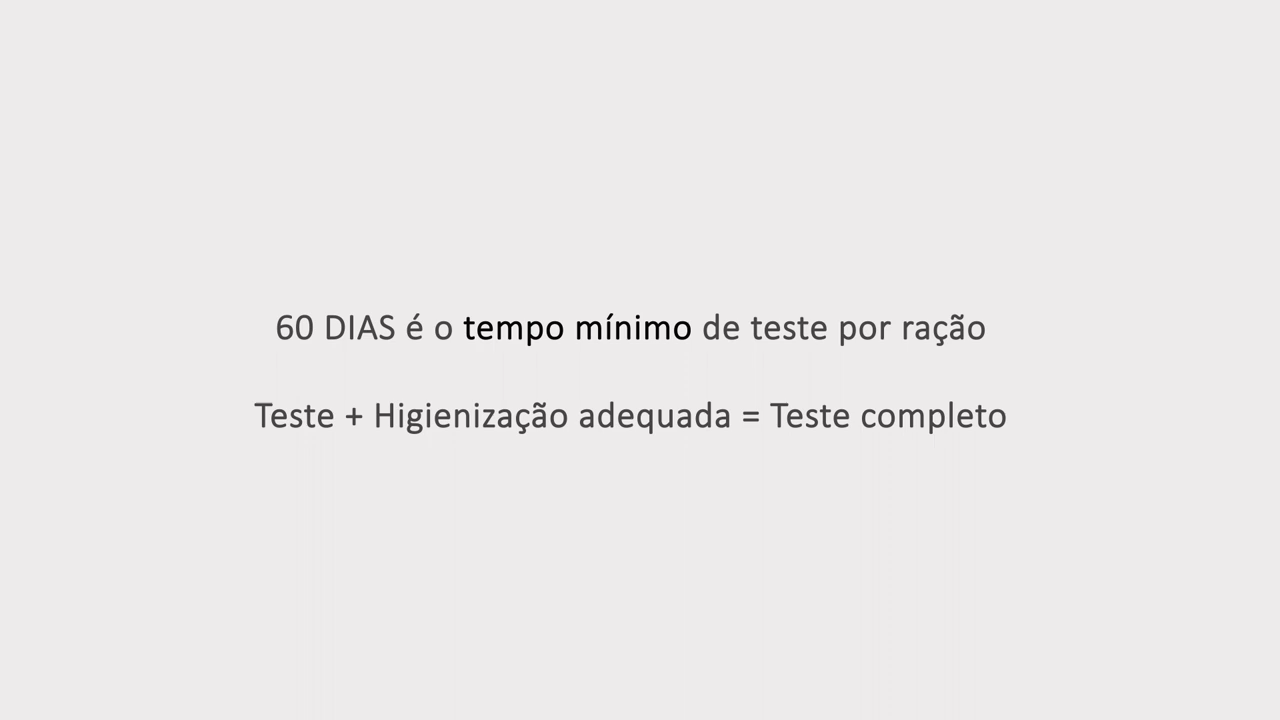 60 DIAS é o tempo mínimo de teste por ração
Teste + Higienização adequada = Teste completo